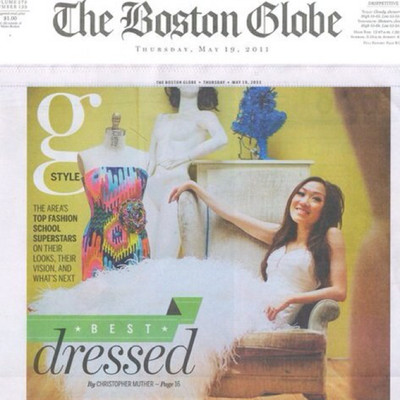 The Boston Globe
THURSDAY, MAY 19, 2011
$1.00
THE BOSTON GLOBE • THURSDAY • MAY 19, 2011
g
STYLE
THE AREA'S
TOP FASHION
SCHOOL
SUPERSTARS
ON THEIR
LOOKS, THEIR
VISION, AND
WHAT'S NEXT
★ BEST ★
dressed
By CHRISTOPHER MUTHER – Page 16